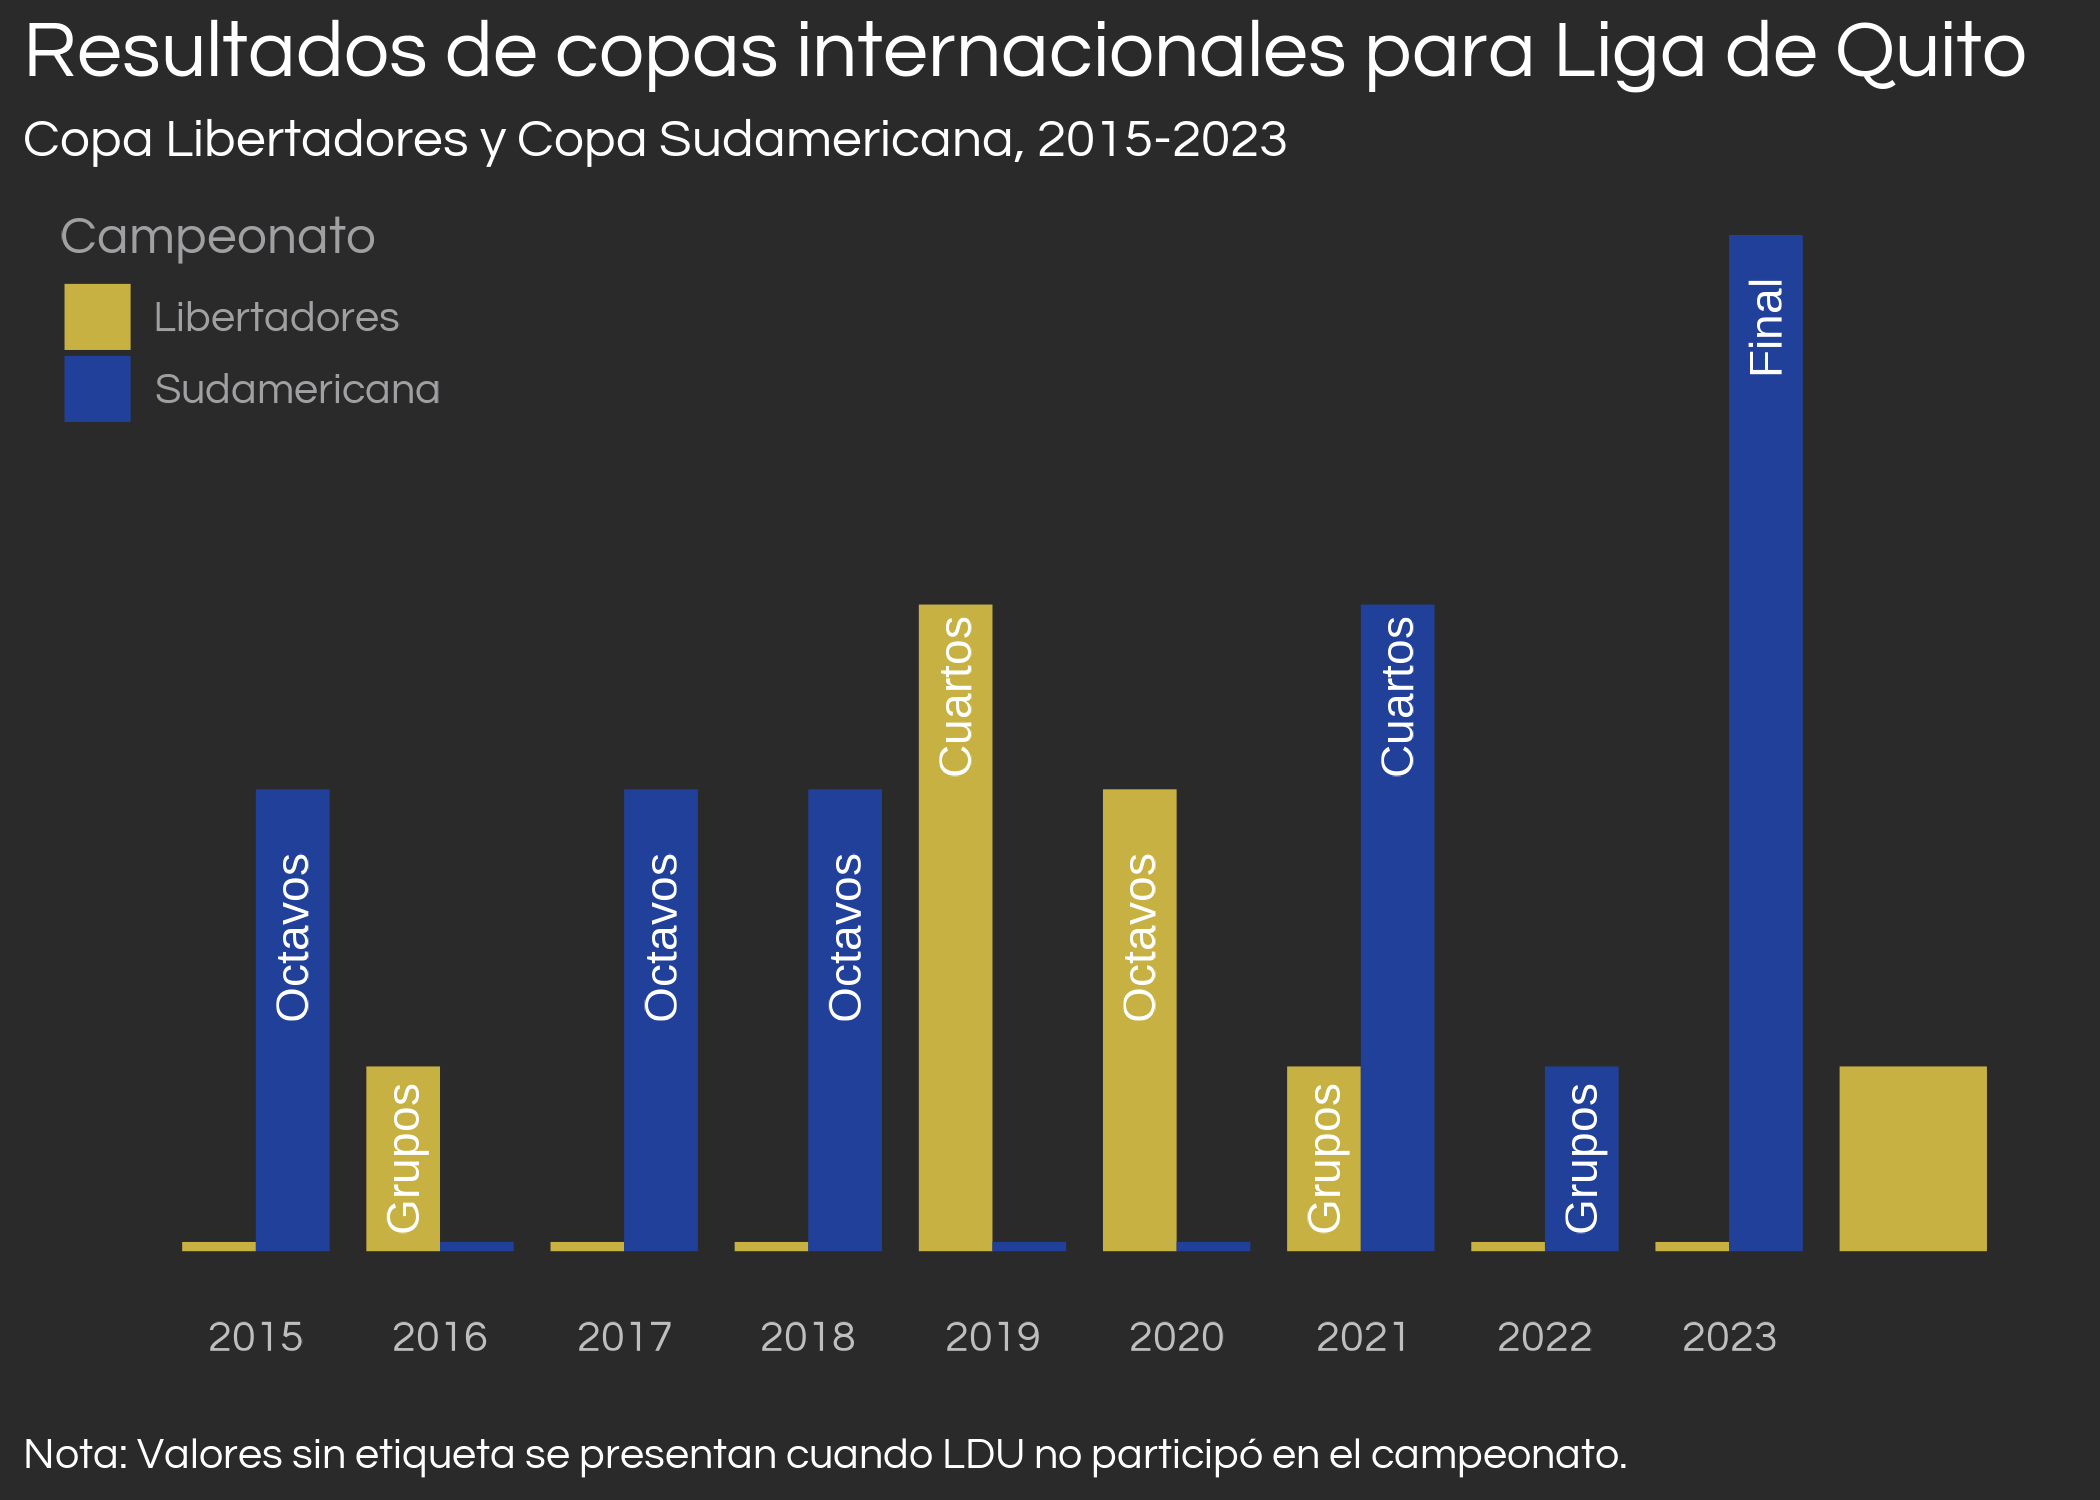 Resultados de copas internacionales para Liga de Quito
Copa Libertadores y Copa Sudamericana, 2015-2023
Campeonato
Libertadores
Sudamericana
Octavos
Grupos
Octavos
Octavos
Cuartos
Octavos
Grupos
Cuartos
Grupos
Final
2015
2016
2017
2018
2019
2020
2021
2022
2023
Nota: Valores sin etiqueta se presentan cuando LDU no participó en el campeonato.